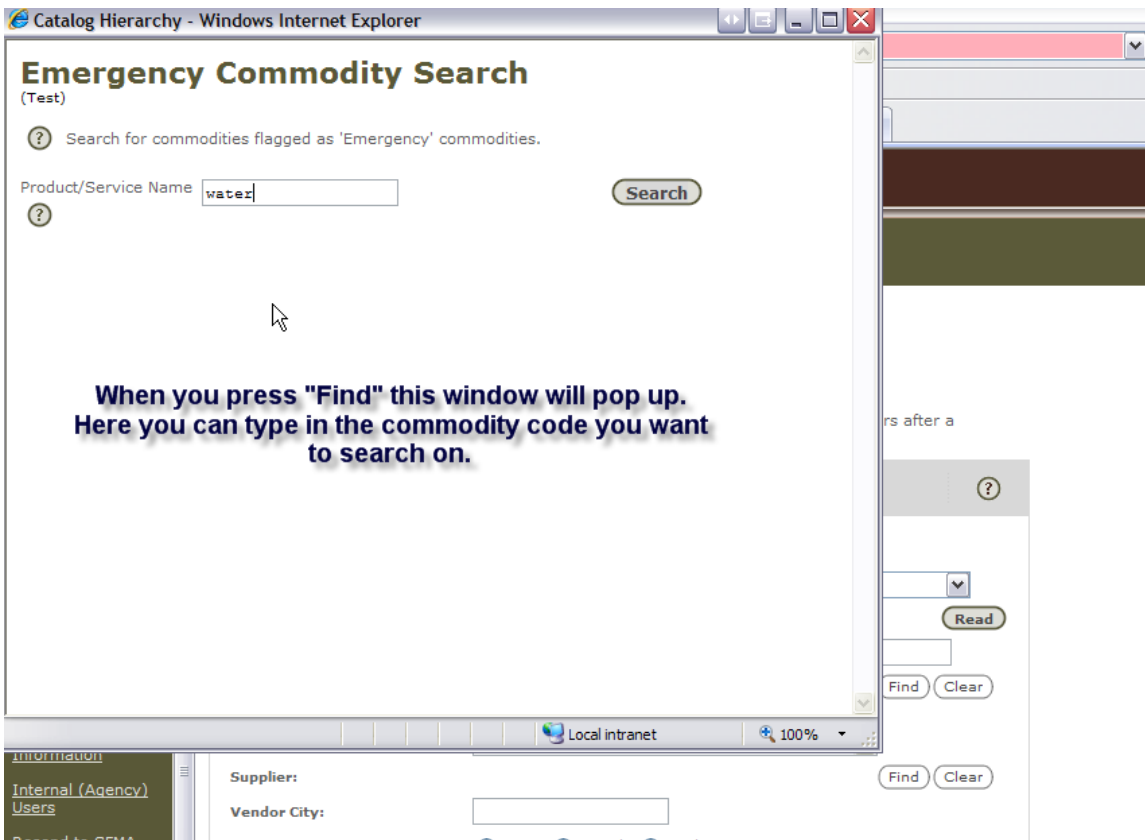 Catalog Hierarchy - Windows Internet Explorer
Emergency Commodity Search
(Test)
? Search for commodities flagged as 'Emergency' commodities.
Product/Service Name water Search
?
When you press "Find" this window will pop up.
Here you can type in the commodity code you want
to search on.
rs after a
?
Read
Find Clear
Local intranet 100%
Information
Internal (Agency)
Users
Supplier: Find Clear
Vendor City: